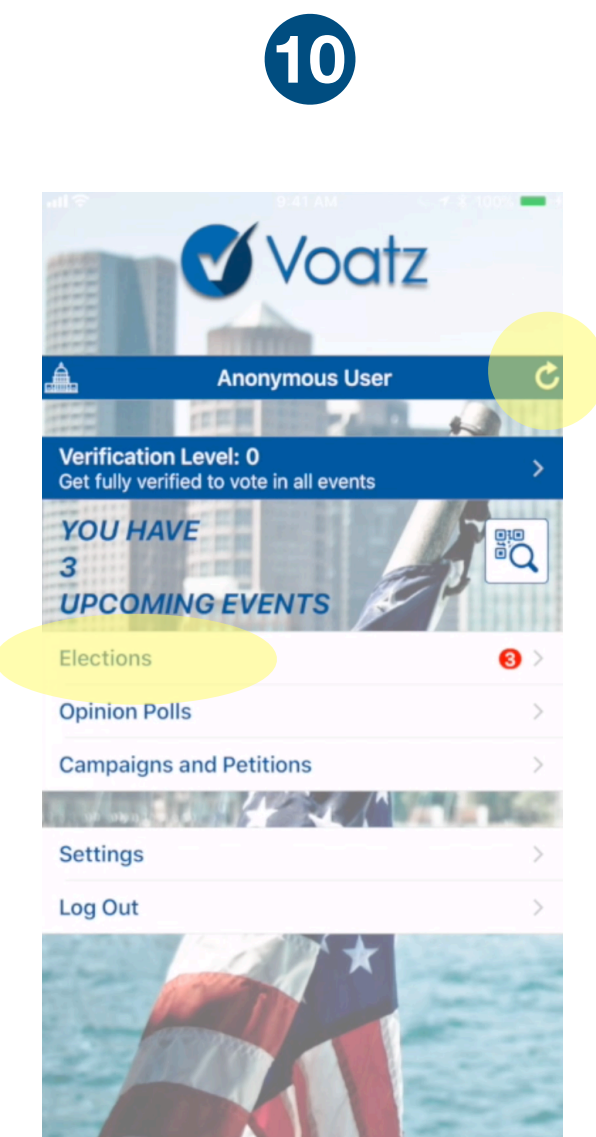 10
9:41 AM 100%
Voatz
Anonymous User
Verification Level: 0
Get fully verified to vote in all events
YOU HAVE
3
UPCOMING EVENTS
Elections 3
Opinion Polls
Campaigns and Petitions
Settings
Log Out